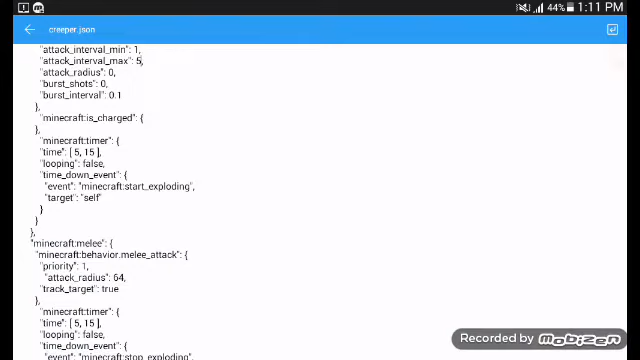 44% 1:11 PM
creeper.json
"attack_interval_min": 1,
"attack_interval_max": 5,
"attack_radius": 0,
"burst_shots": 0,
"burst_interval": 0.1
},
"minecraft:is_charged": {
},
"minecraft:timer": {
"time": [ 5, 15 ],
"looping": false,
"time_down_event": {
"event": "minecraft:start_exploding",
"target": "self"
}
}
},
"minecraft:melee": {
"minecraft:behavior.melee_attack": {
"priority": 1,
"attack_radius": 64,
"track_target": true
},
"minecraft:timer": {
"time": [ 5, 15 ],
"looping": false,
"time_down_event": {
"event": "minecraft:stop_exploding",
Recorded by mobizen